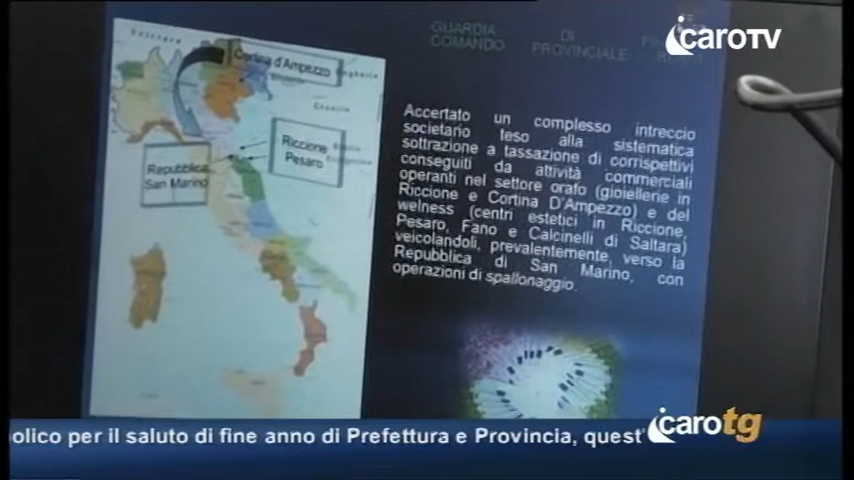 GUARDIA DI
COMANDO PROVINCIALE
icaroTV
Svizzera
Cortina d'Ampezzo
Ungheria
Croazia
Riccione
Pesaro
Repubblica
San Marino
Accertato un complesso intreccio
societario teso alla sistematica
sottrazione a tassazione di corrispettivi
conseguiti da attività commerciali
operanti nel settore orafo (gioiellerie in
Riccione e Cortina D'Ampezzo) e del
welness (centri estetici in Riccione,
Pesaro, Fano e Calcinelli di Saltara)
veicolandoli, prevalentemente, verso la
Repubblica di San Marino, con
operazioni di spallonaggio.
olico per il saluto di fine anno di Prefettura e Provincia, quest'
icarotg